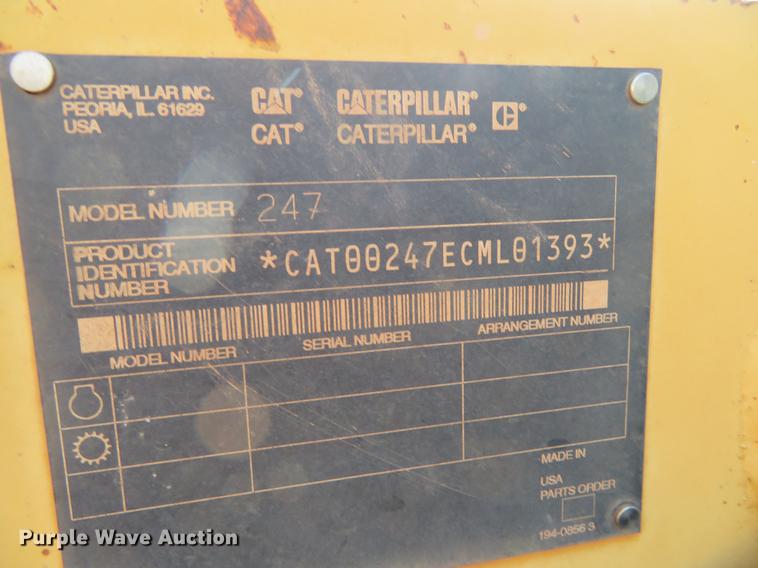 CATERPILLAR INC.
PEORIA, IL. 61629
USA
CAT® CATERPILLAR® ®
CAT® CATERPILLAR®
MODEL NUMBER 247
PRODUCT
IDENTIFICATION
NUMBER
*CAT00247ECML01393*
MODEL NUMBER SERIAL NUMBER ARRANGEMENT NUMBER
MADE IN
USA
PARTS ORDER
194-0856 3
Purple Wave Auction